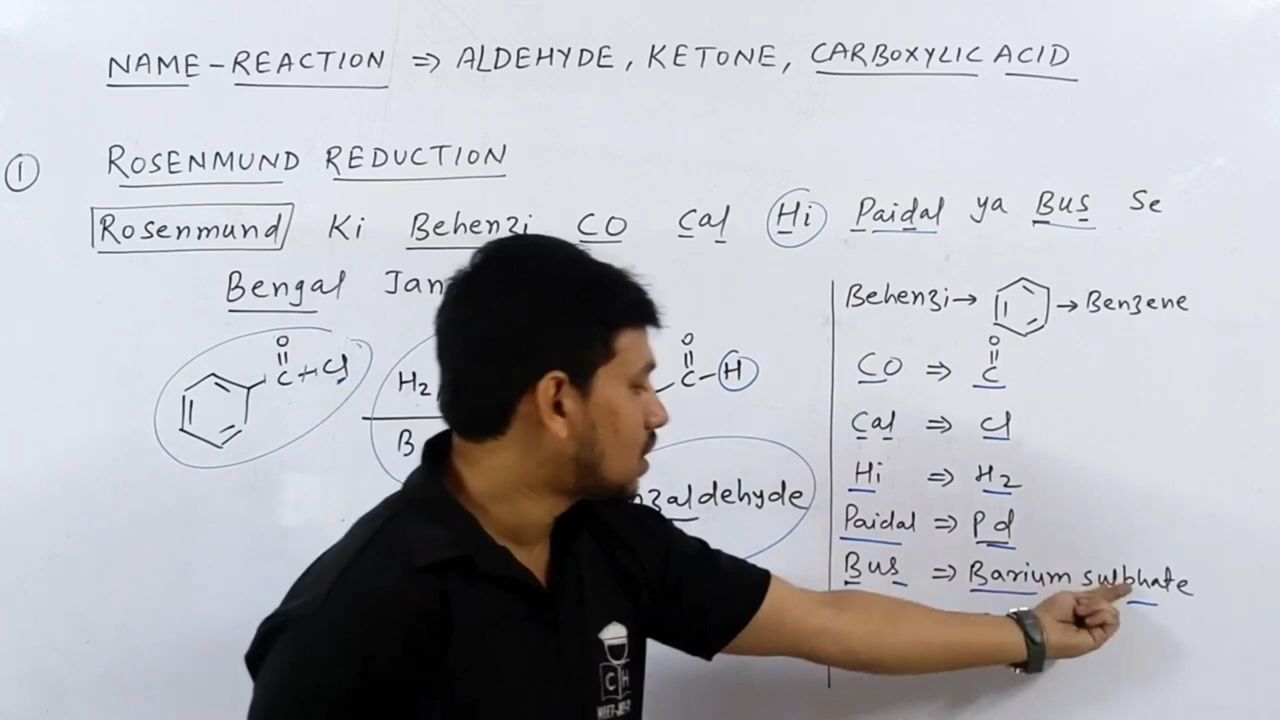 NAME-REACTION ⇒ ALDEHYDE, KETONE, CARBOXYLIC ACID
① ROSENMUND REDUCTION
Rosenmund Ki Behenzi CO Cal Hi Paidal ya Bus Se
Bengal
O
C Cl
H2
B
O
C-H
dehyde
Behenzi → → Benzene
CO ⇒ O
C
Cal ⇒ Cl
Hi ⇒ H2
Paidal ⇒ Pd
Bus ⇒ Barium sulphate
C H